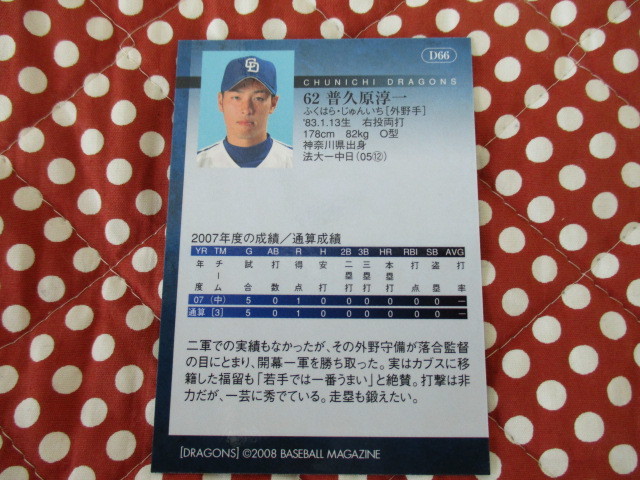 D66
CD
CHUNICHI DRAGONS
62 普久原淳一
ふくはら・じゅんいち[外野手]
'83.1.13生 右投両打
178cm 82kg O型
神奈川県出身
法大ー中日(05⑫)
2007年度の成績／通算成績
YR TM G AB R H 2B 3B HR RBI SB AVG
年度 チーム 試合 打数 得点 安打 二塁打 三塁打 本塁打 打点 盗塁 打率
07 (中) 5 0 1 0 0 0 0 0 0 ー
通算 [3] 5 0 1 0 0 0 0 0 0 ー
二軍での実績もなかったが、その外野守備が落合監督
の目にとまり、開幕一軍を勝ち取った。実はカブスに移
籍した福留も「若手では一番うまい」と絶賛。打撃は非
力だが、一芸に秀でている。走塁も鍛えたい。
[DRAGONS] ©2008 BASEBALL MAGAZINE